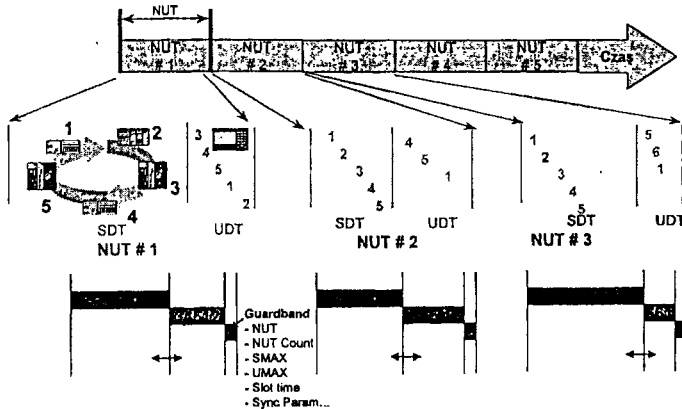 NUT
NUT NUT NUT NUT NUT
# 1 # 2 # 3 # 4 # 5 Czas
1 2 3 4 5
3 4 5 1 2
1 2 3 4 5
4 5 1
1 2 3 4 5
5 6 1
SDT UDT SDT UDT SDT UDT
NUT # 1 NUT # 2 NUT # 3
Guardband
- NUT
- NUT Count
- SMAX
- UMAX
- Slot time
- Sync Param...